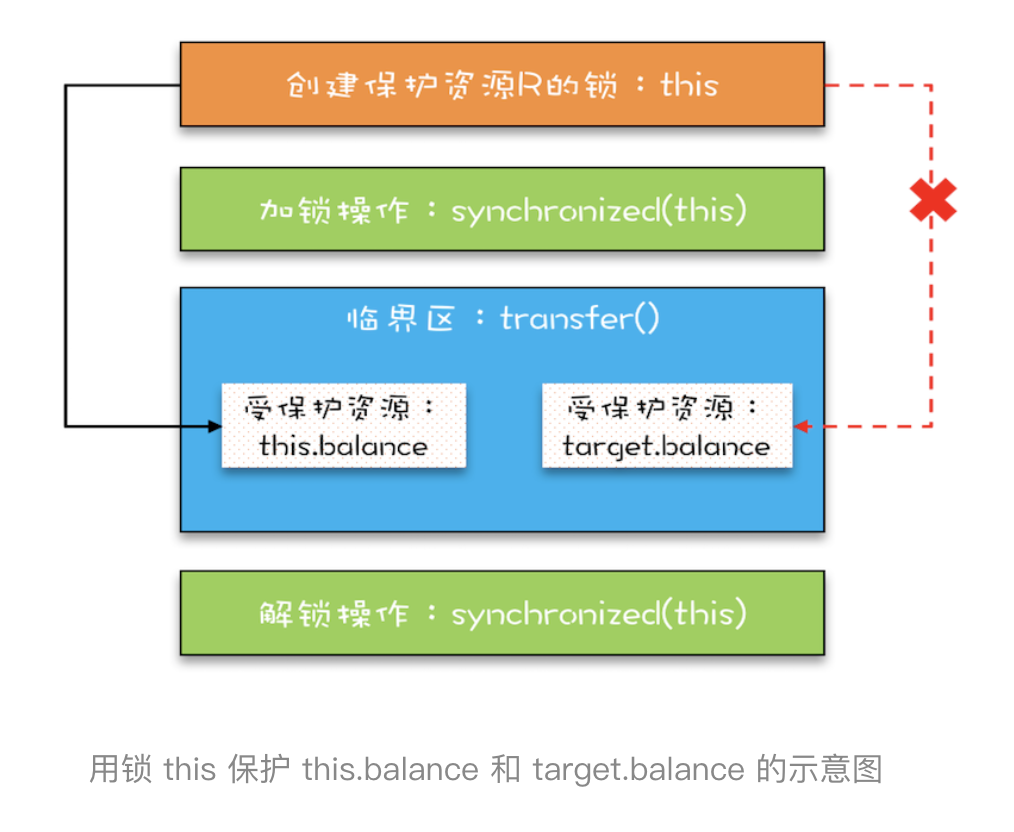 创建保护资源R的锁：this
加锁操作：synchronized(this)
临界区：transfer()
受保护资源：
this.balance
受保护资源：
target.balance
解锁操作：synchronized(this)
用锁 this 保护 this.balance 和 target.balance 的示意图